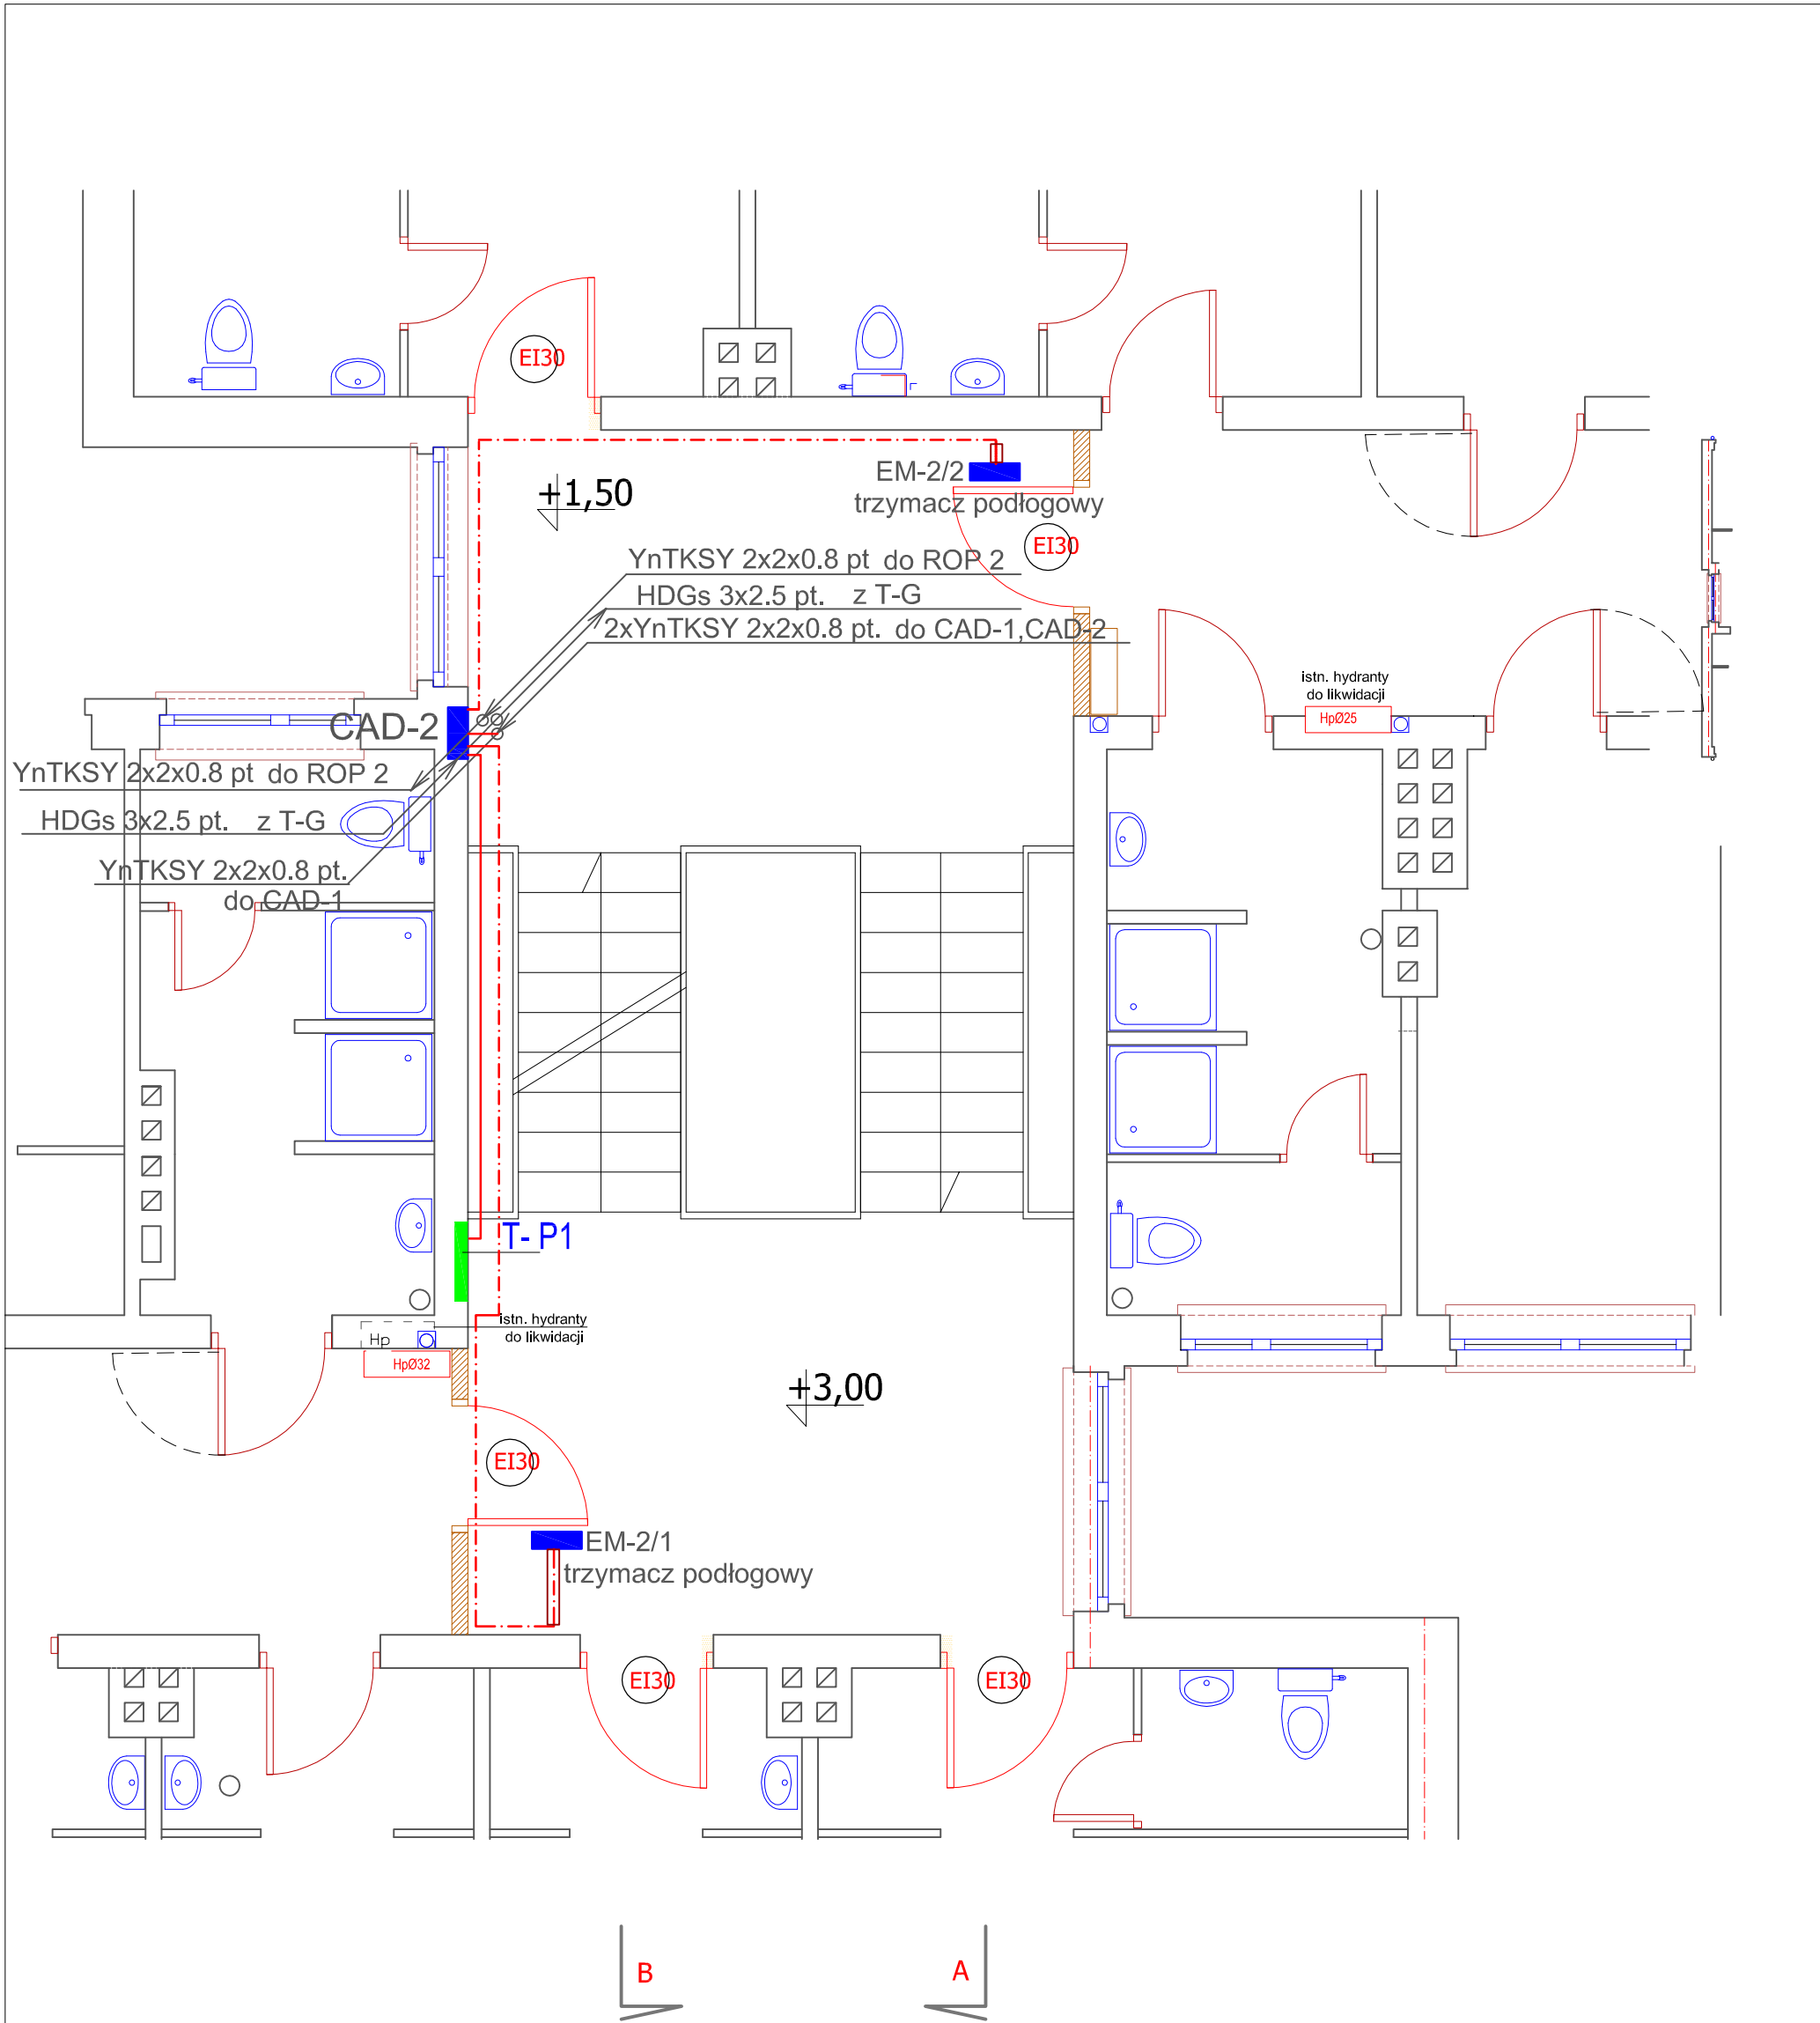 EI30
EM-2/2
trzymacz podłogowy
+1,50
EI30
YnTKSY 2x2x0.8 pt do ROP 2
HDGs 3x2.5 pt. z T-G
2xYnTKSY 2x2x0.8 pt. do CAD-1,CAD-2
istn. hydranty
do likwidacji
HpØ25
CAD-2
YnTKSY 2x2x0.8 pt do ROP 2
HDGs 3x2.5 pt. z T-G
YnTKSY 2x2x0.8 pt.
do CAD-1
T- P1
istn. hydranty
do likwidacji
Hp
HpØ32
+3,00
EI30
EM-2/1
trzymacz podłogowy
EI30
EI30
B
A